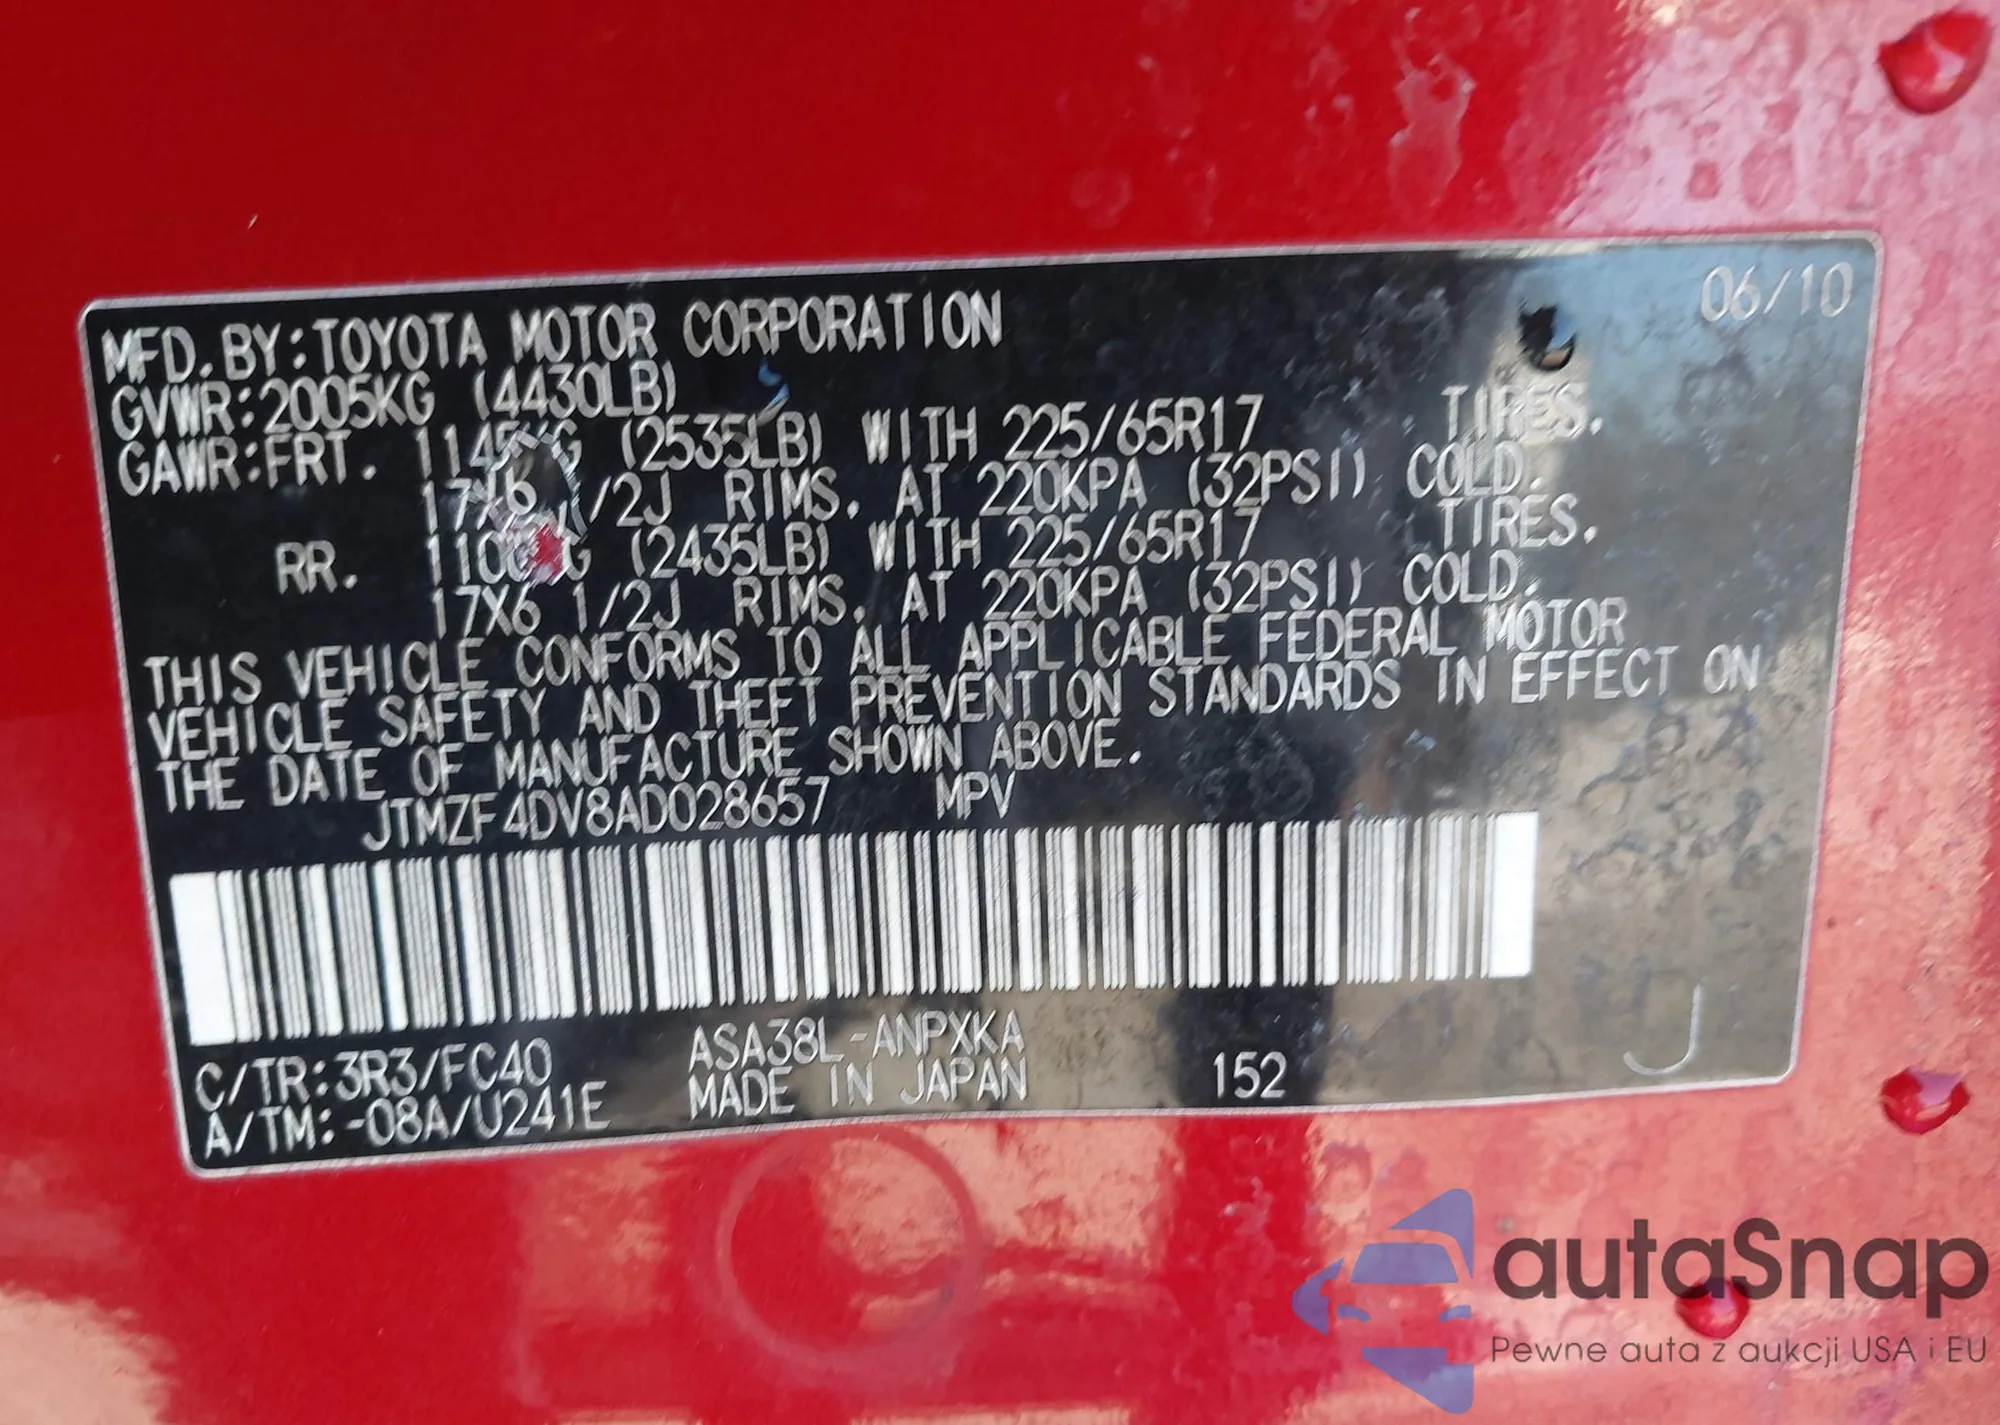 06/10
MFD. BY:TOYOTA MOTOR CORPORATION
GVWR:2005KG (4430LB)
GAWR:FRT. (2535LB) WITH 225/65R17 TIRES.
17X6 1/2J RIMS, AT 220KPA (32PSI) COLD.
RR. (2435LB) WITH 225/65R17 TIRES.
17X6 1/2J RIMS, AT 220KPA (32PSI) COLD.
THIS VEHICLE CONFORMS TO ALL APPLICABLE FEDERAL MOTOR
VEHICLE SAFETY AND THEFT PREVENTION STANDARDS IN EFFECT ON
THE DATE OF MANUFACTURE SHOWN ABOVE.
JTMZF4DV8AD028657 MPV
C/TR:3R3/FC40 ASA38L-ANPXKA
A/TM:-08A/U241E MADE IN JAPAN 152 J
autaSnap
Pewne auta z aukcji USA i EU